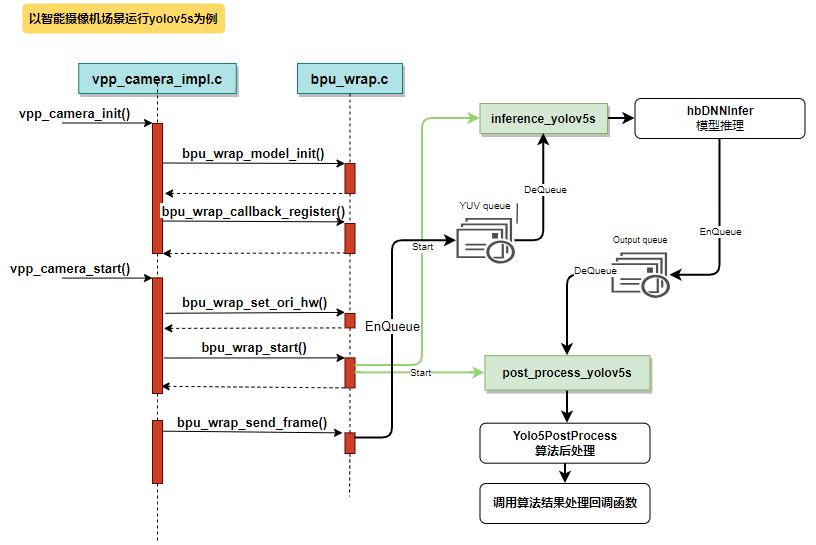 以智能摄像机场景运行yolov5s为例
vpp_camera_impl.c
bpu_wrap.c
vpp_camera_init()
bpu_wrap_model_init()
bpu_wrap_callback_register()
vpp_camera_start()
bpu_wrap_set_ori_hw()
bpu_wrap_start()
bpu_wrap_send_frame()
EnQueue
Start
Start
inference_yolov5s
hbDNNInfer
模型推理
DeQueue
YUV queue
EnQueue
Output queue
DeQueue
post_process_yolov5s
Yolo5PostProcess
算法后处理
调用算法结果处理回调函数